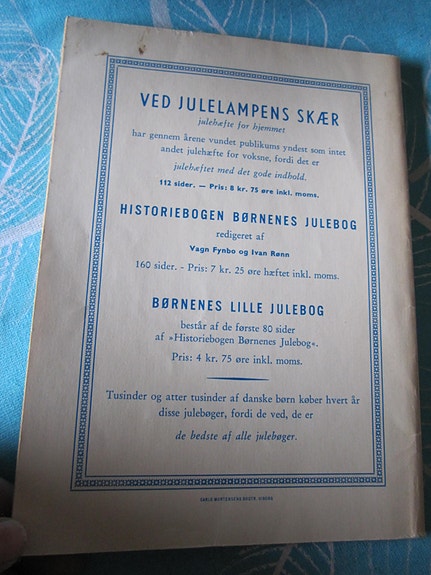 VED JULELAMPENS SKÆR
julehæfte for hjemmet
har gennem årene vundet publikums yndest som intet
andet julehæfte for voksne, fordi det er
julehæftet med det gode indhold.
112 sider. — Pris: 8 kr. 75 øre inkl. moms.
HISTORIEBOGEN BØRNENES JULEBOG
redigeret af
Vagn Fynbo og Ivan Rønn
160 sider. - Pris: 7 kr. 25 øre hæftet inkl. moms.
BØRNENES LILLE JULEBOG
består af de første 80 sider
af »Historiebogen Børnenes Julebog«.
Pris: 4 kr. 75 øre inkl. moms.
Tusinder og atter tusinder af danske børn køber hvert år
disse julebøger, fordi de ved, de er
de bedste af alle julebøger.
KARLO MORTENSENS BOGTR. VIBORG